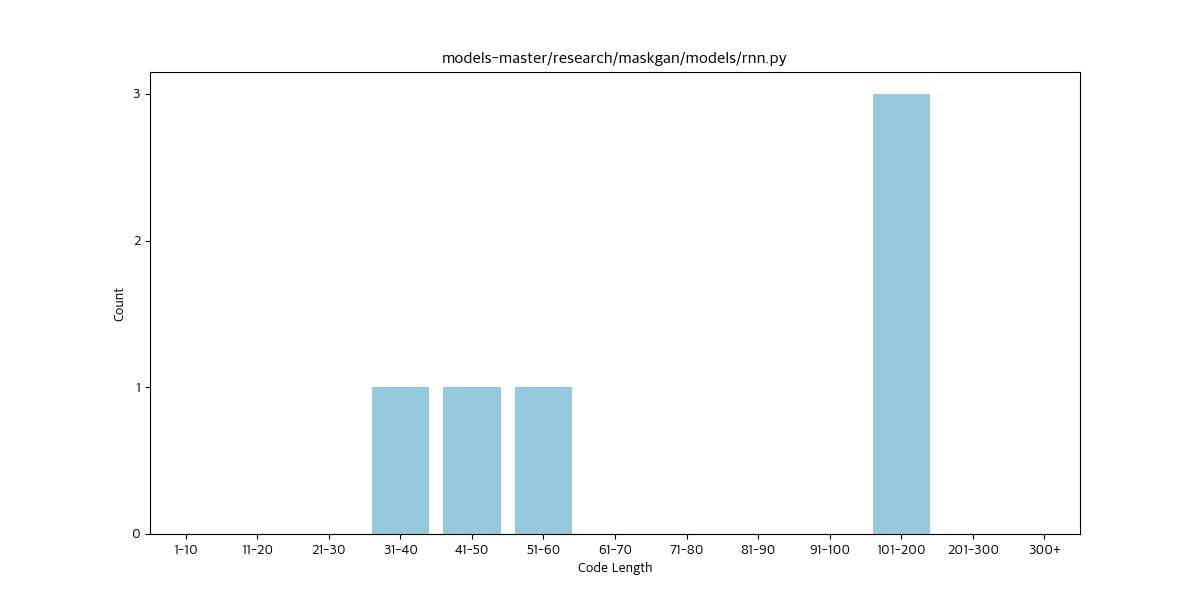 models-master/research/maskgan/models/rnn.py
3
2
1
0
Count
1-10 11-20 21-30 31-40 41-50 51-60 61-70 71-80 81-90 91-100 101-200 201-300 300+
Code Length